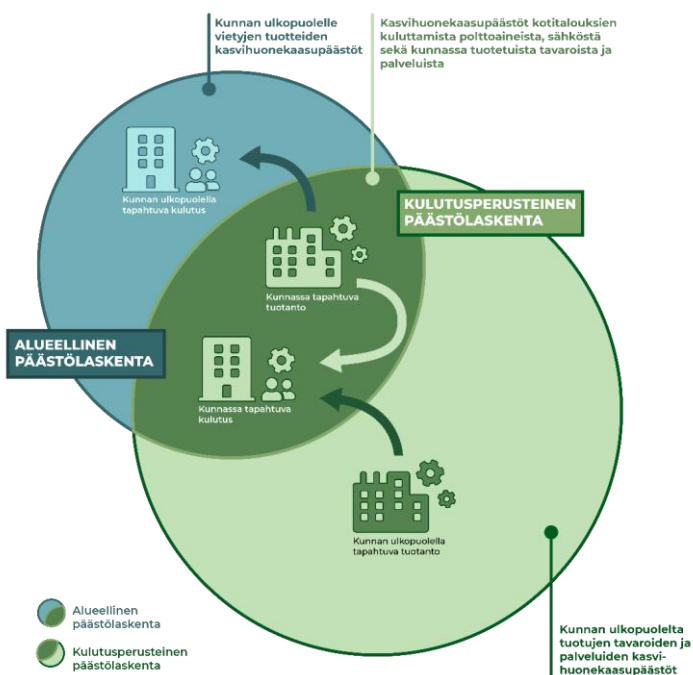 Kunnan ulkopuolelle
vietyjen tuotteiden
kasvihuonekaasupäästöt
Kasvihuonekaasupäästöt kotitalouksien
kuluttamista polttoaineista, sähköstä
sekä kunnassa tuotetuista tavaroista ja
palveluista
Kunnan ulkopuolella
tapahtuva kulutus
KULUTUSPERUSTEINEN
PÄÄSTÖLASKENTA
Kunnassa tapahtuva
tuotanto
ALUEELLINEN
PÄÄSTÖLASKENTA
Kunnassa tapahtuva
kulutus
Kunnan ulkopuolella
tapahtuva tuotanto
Alueellinen
päästölaskenta
Kulutusperusteinen
päästölaskenta
Kunnan ulkopuolelta
tuotujen tavaroiden ja
palveluiden kasvi-
huonekaasupäästöt